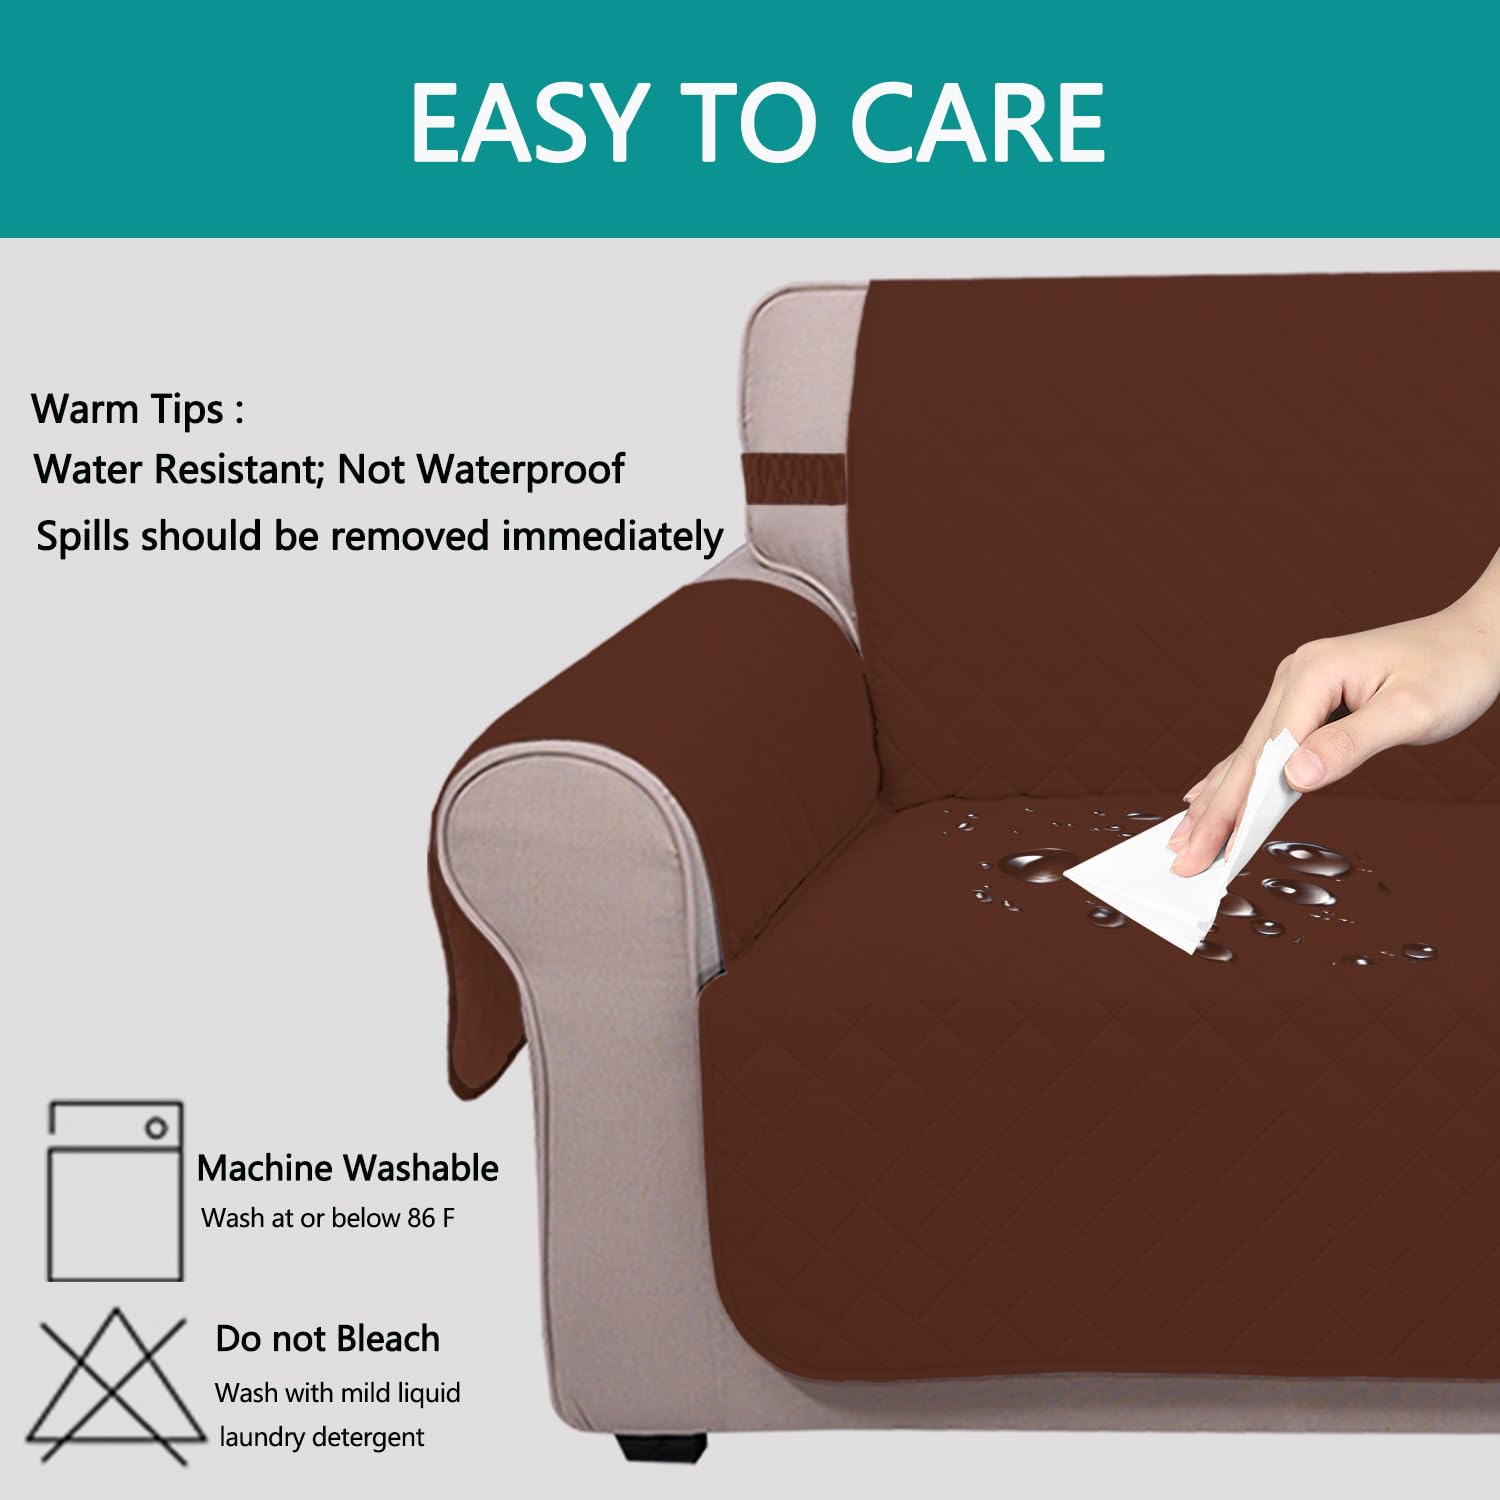 EASY TO CARE
Warm Tips :
Water Resistant; Not Waterproof
Spills should be removed immediately
Machine Washable
Wash at or below 86 F
Do not Bleach
Wash with mild liquid
laundry detergent